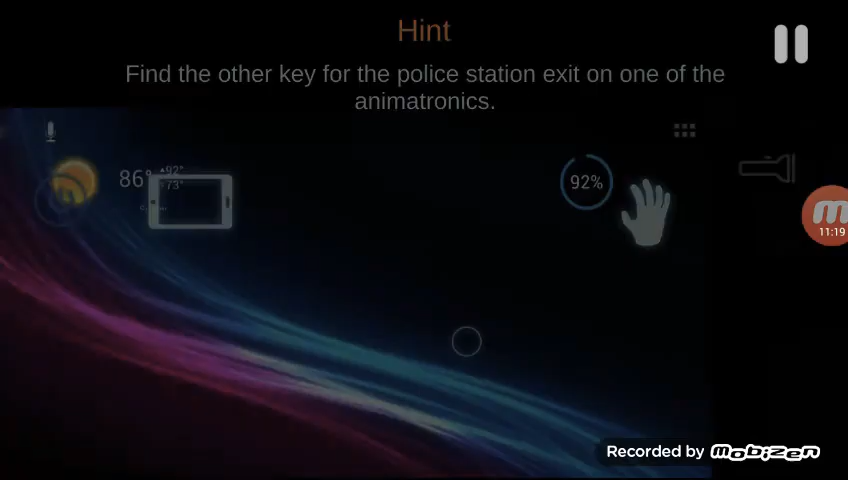 Hint
Find the other key for the police station exit on one of the
animatronics.
86° ▲92°
▼73°
92%
m
11:19
Recorded by mobizen